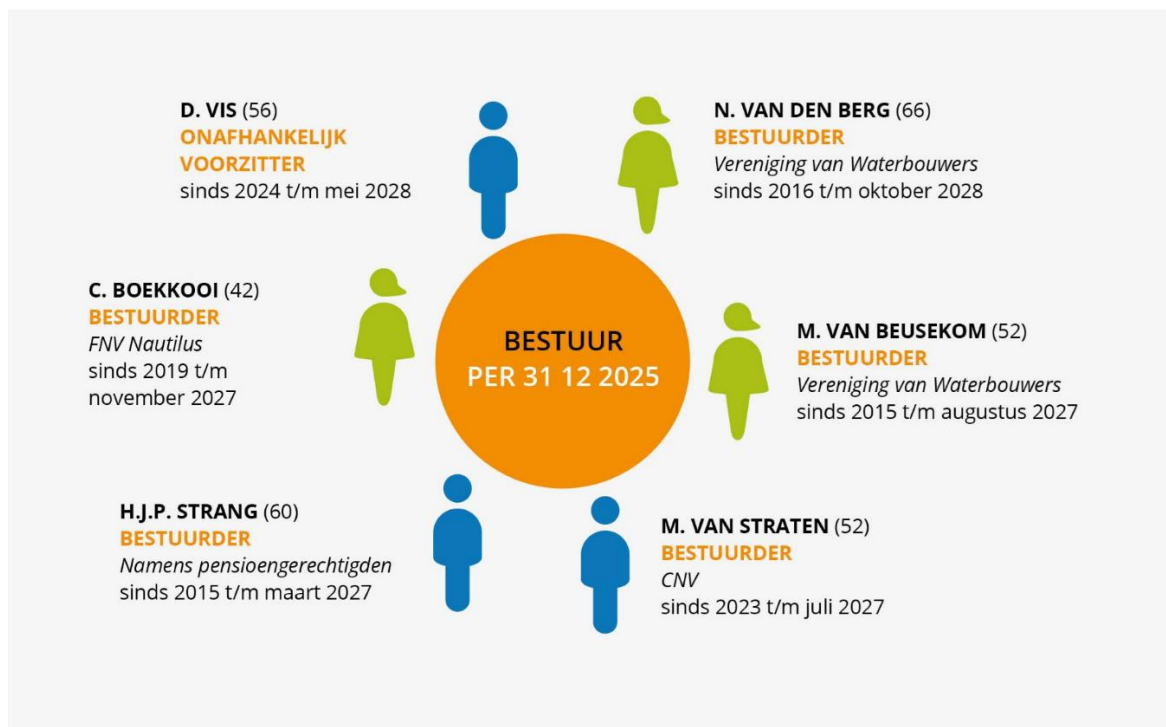 D. VIS (56)
ONAFHANKELIJK
VOORZITTER
sinds 2024 t/m mei 2028
N. VAN DEN BERG (66)
BESTUURDER
Vereniging van Waterbouwers
sinds 2016 t/m oktober 2028
C. BOEKKOOI (42)
BESTUURDER
FNV Nautilus
sinds 2019 t/m
november 2027
BESTUUR
PER 31 12 2025
M. VAN BEUSEKOM (52)
BESTUURDER
Vereniging van Waterbouwers
sinds 2015 t/m augustus 2027
H.J.P. STRANG (60)
BESTUURDER
Namens pensioengerechtigden
sinds 2015 t/m maart 2027
M. VAN STRATEN (52)
BESTUURDER
CNV
sinds 2023 t/m juli 2027